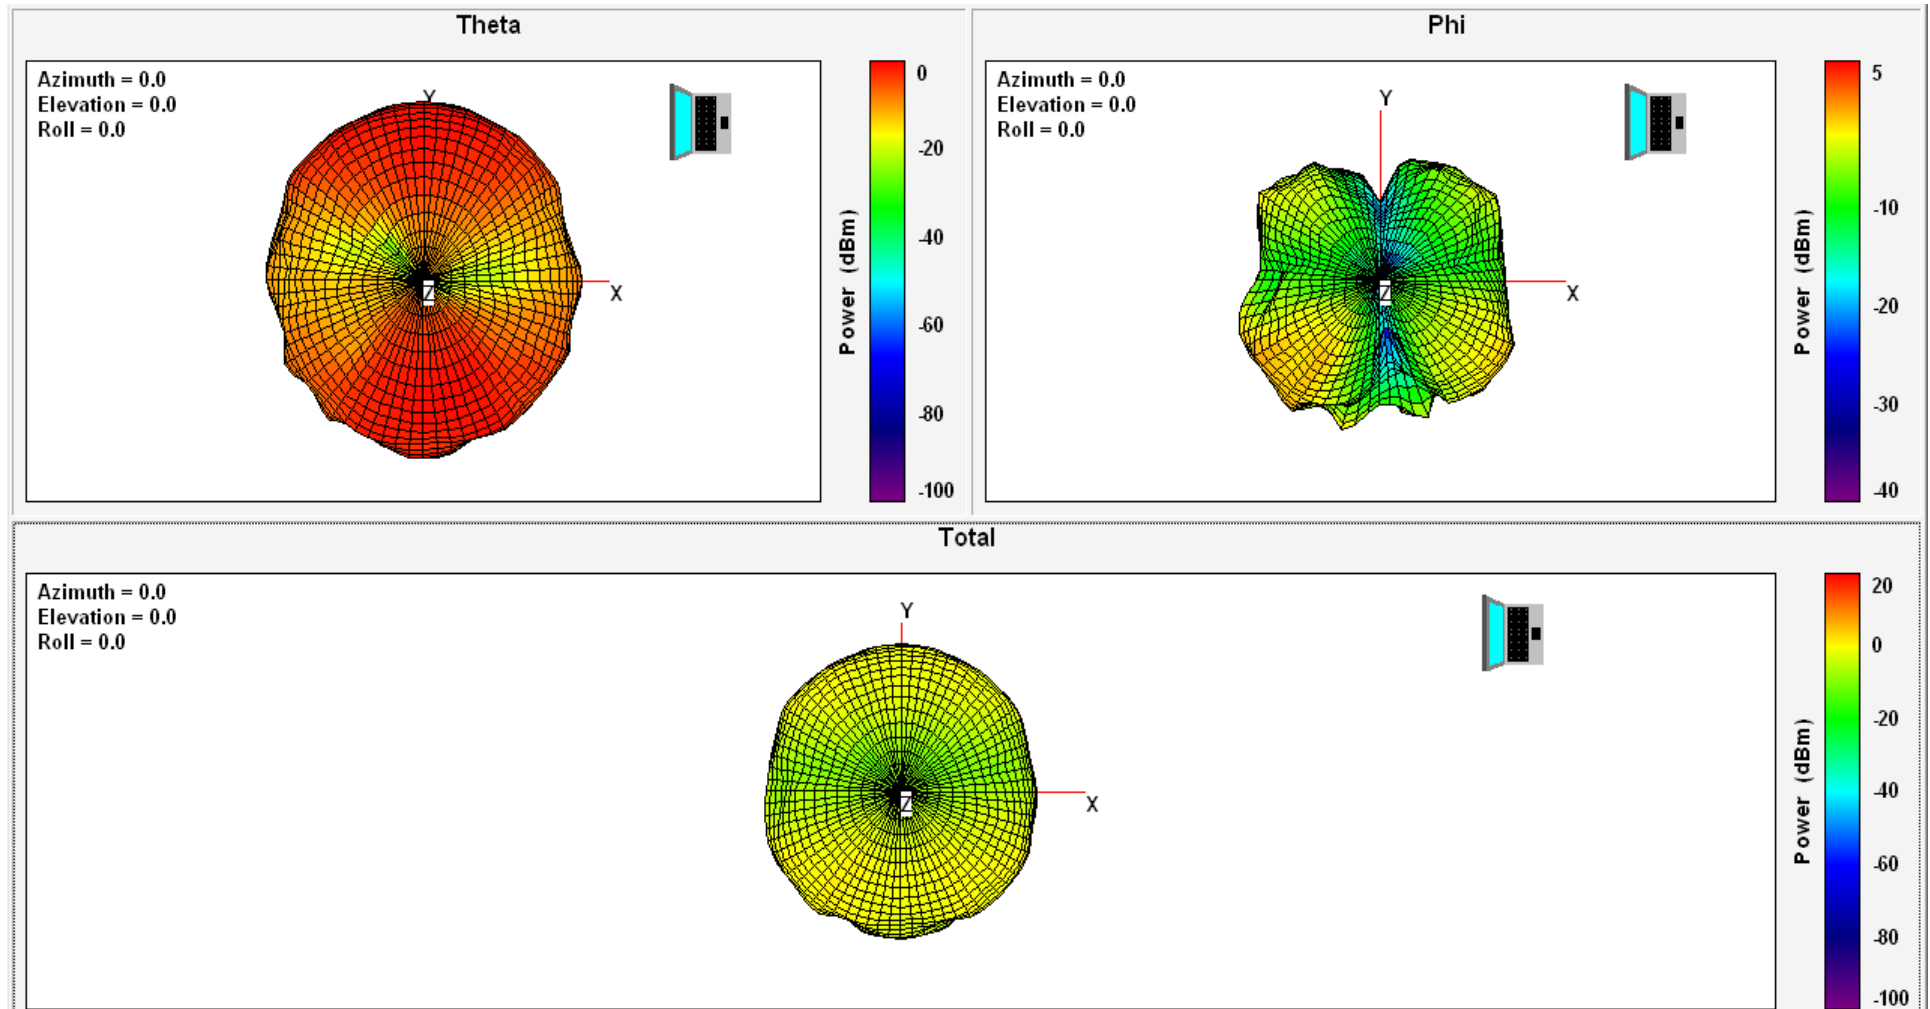 Theta
Azimuth = 0.0
Elevation = 0.0
Roll = 0.0
Y
X
Z
0
-20
-40
-60
-80
-100
Power (dBm)
Phi
Azimuth = 0.0
Elevation = 0.0
Roll = 0.0
Y
X
Z
5
-10
-20
-30
-40
Power (dBm)
Total
Azimuth = 0.0
Elevation = 0.0
Roll = 0.0
Y
X
Z
20
0
-20
-40
-60
-80
-100
Power (dBm)